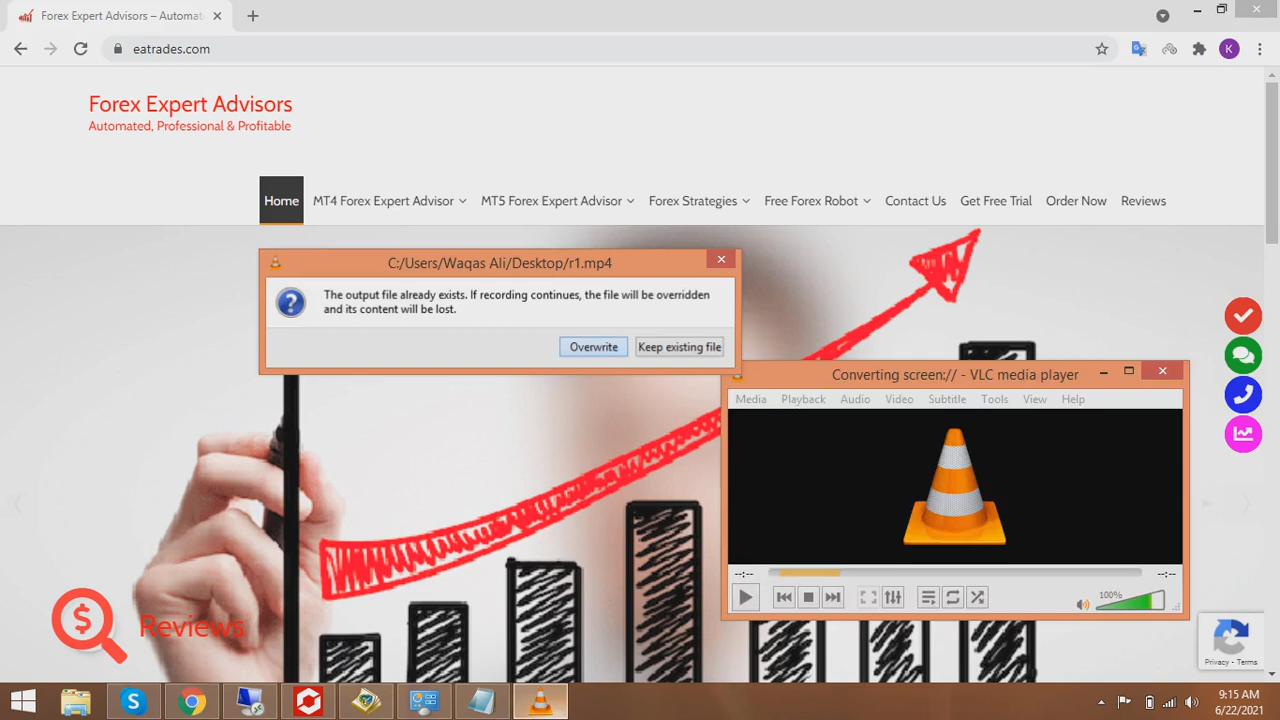 Forex Expert Advisors – Automat
eatrades.com
K
Forex Expert Advisors
Automated, Professional & Profitable
Home MT4 Forex Expert Advisor MT5 Forex Expert Advisor Forex Strategies Free Forex Robot Contact Us Get Free Trial Order Now Reviews
C:/Users/Waqas Ali/Desktop/r1.mp4
The output file already exists. If recording continues, the file will be overridden
and its content will be lost.
Overwrite Keep existing file
Converting screen:// - VLC media player
Media Playback Audio Video Subtitle Tools View Help
--:-- --:--
100%
$ Reviews
Privacy - Terms
S
9:15 AM
6/22/2021